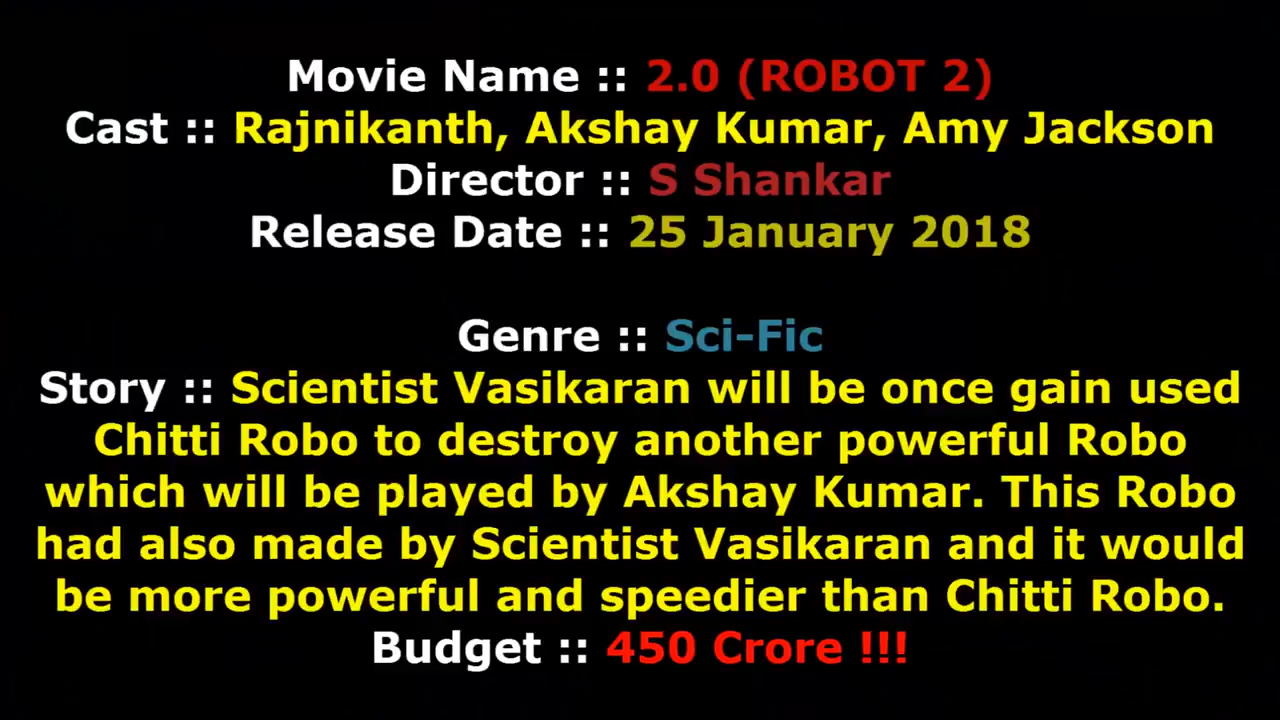 Movie Name :: 2.0 (ROBOT 2)
Cast :: Rajnikanth, Akshay Kumar, Amy Jackson
Director :: S Shankar
Release Date :: 25 January 2018
Genre :: Sci-Fic
Story :: Scientist Vasikaran will be once gain used
Chitti Robo to destroy another powerful Robo
which will be played by Akshay Kumar. This Robo
had also made by Scientist Vasikaran and it would
be more powerful and speedier than Chitti Robo.
Budget :: 450 Crore !!!